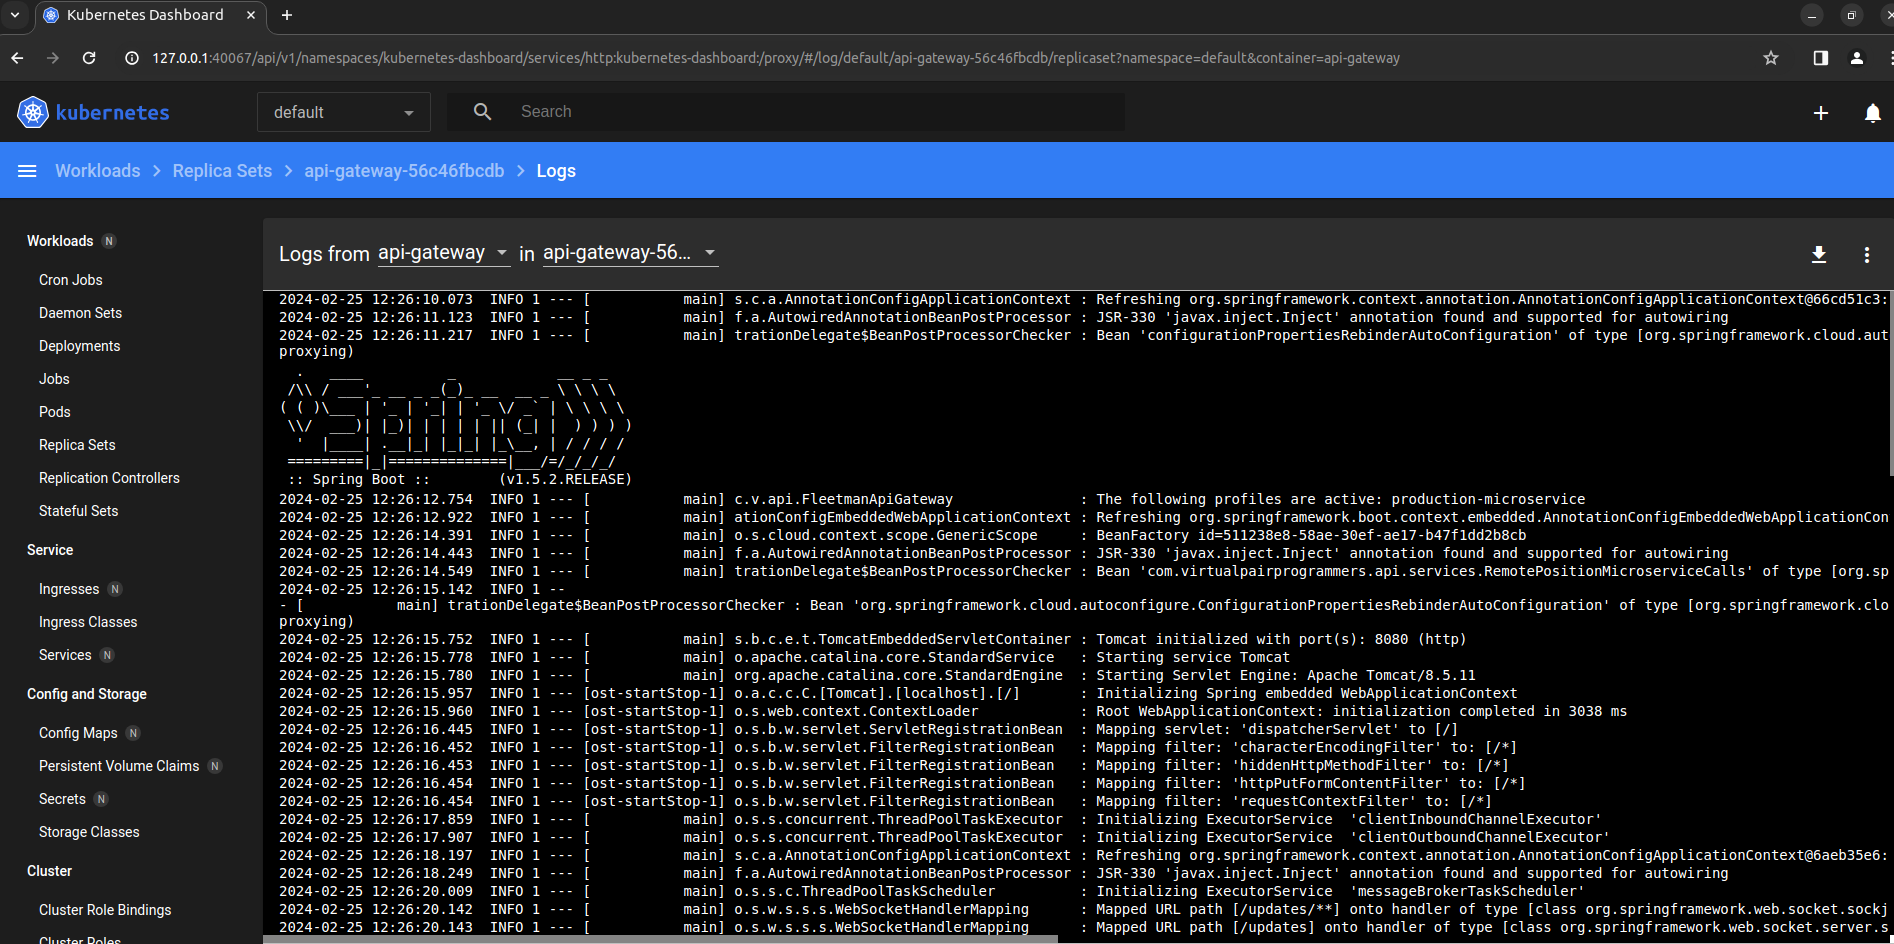 Kubernetes Dashboard
127.0.0.1:40067/api/v1/namespaces/kubernetes-dashboard/services/http:kubernetes-dashboard:/proxy/#/log/default/api-gateway-56c46fbcdb/replicaset?namespace=default&container=api-gateway
kubernetes
default
Search
Workloads > Replica Sets > api-gateway-56c46fbcdb > Logs
Workloads N
Cron Jobs
Daemon Sets
Deployments
Jobs
Pods
Replica Sets
Replication Controllers
Stateful Sets
Service
Ingresses N
Ingress Classes
Services N
Config and Storage
Config Maps N
Persistent Volume Claims N
Secrets N
Storage Classes
Cluster
Cluster Role Bindings
Cluster Roles
Logs from api-gateway in api-gateway-56...
2024-02-25 12:26:10.073  INFO 1 --- [           main] s.c.a.AnnotationConfigApplicationContext : Refreshing org.springframework.context.annotation.AnnotationConfigApplicationContext@66cd51c3:
2024-02-25 12:26:11.123  INFO 1 --- [           main] f.a.AutowiredAnnotationBeanPostProcessor : JSR-330 'javax.inject.Inject' annotation found and supported for autowiring
2024-02-25 12:26:11.217  INFO 1 --- [           main] trationDelegate$BeanPostProcessorChecker : Bean 'configurationPropertiesRebinderAutoConfiguration' of type [org.springframework.cloud.aut
proxying)
  .   ____          _            __ _ _
 /\\ / ___'_ __ _ _(_)_ __  __ _ \ \ \ \
( ( )\___ | '_ | '_| | '_ \/ _` | \ \ \ \
 \\/  ___)| |_)| | | | | || (_| |  ) ) ) )
  '  |____| .__|_| |_|_| |_\__, | / / / /
 =========|_|==============|___/=/_/_/_/
 :: Spring Boot ::        (v1.5.2.RELEASE)
2024-02-25 12:26:12.754  INFO 1 --- [           main] c.v.api.FleetmanApiGateway               : The following profiles are active: production-microservice
2024-02-25 12:26:12.922  INFO 1 --- [           main] ationConfigEmbeddedWebApplicationContext : Refreshing org.springframework.boot.context.embedded.AnnotationConfigEmbeddedWebApplicationCon
2024-02-25 12:26:14.391  INFO 1 --- [           main] o.s.cloud.context.scope.GenericScope     : BeanFactory id=511238e8-58ae-30ef-ae17-b47f1dd2b8cb
2024-02-25 12:26:14.443  INFO 1 --- [           main] f.a.AutowiredAnnotationBeanPostProcessor : JSR-330 'javax.inject.Inject' annotation found and supported for autowiring
2024-02-25 12:26:14.549  INFO 1 --- [           main] trationDelegate$BeanPostProcessorChecker : Bean 'com.virtualpairprogrammers.api.services.RemotePositionMicroserviceCalls' of type [org.sp
2024-02-25 12:26:15.142  INFO 1 --
- [           main] trationDelegate$BeanPostProcessorChecker : Bean 'org.springframework.cloud.autoconfigure.ConfigurationPropertiesRebinderAutoConfiguration' of type [org.springframework.clo
proxying)
2024-02-25 12:26:15.752  INFO 1 --- [           main] s.b.c.e.t.TomcatEmbeddedServletContainer : Tomcat initialized with port(s): 8080 (http)
2024-02-25 12:26:15.778  INFO 1 --- [           main] o.apache.catalina.core.StandardService   : Starting service Tomcat
2024-02-25 12:26:15.780  INFO 1 --- [           main] org.apache.catalina.core.StandardEngine  : Starting Servlet Engine: Apache Tomcat/8.5.11
2024-02-25 12:26:15.957  INFO 1 --- [ost-startStop-1] o.a.c.c.C.[Tomcat].[localhost].[/]       : Initializing Spring embedded WebApplicationContext
2024-02-25 12:26:15.960  INFO 1 --- [ost-startStop-1] o.s.web.context.ContextLoader            : Root WebApplicationContext: initialization completed in 3038 ms
2024-02-25 12:26:16.445  INFO 1 --- [ost-startStop-1] o.s.b.w.servlet.ServletRegistrationBean  : Mapping servlet: 'dispatcherServlet' to [/]
2024-02-25 12:26:16.452  INFO 1 --- [ost-startStop-1] o.s.b.w.servlet.FilterRegistrationBean   : Mapping filter: 'characterEncodingFilter' to: [/*]
2024-02-25 12:26:16.453  INFO 1 --- [ost-startStop-1] o.s.b.w.servlet.FilterRegistrationBean   : Mapping filter: 'hiddenHttpMethodFilter' to: [/*]
2024-02-25 12:26:16.454  INFO 1 --- [ost-startStop-1] o.s.b.w.servlet.FilterRegistrationBean   : Mapping filter: 'httpPutFormContentFilter' to: [/*]
2024-02-25 12:26:16.454  INFO 1 --- [ost-startStop-1] o.s.b.w.servlet.FilterRegistrationBean   : Mapping filter: 'requestContextFilter' to: [/*]
2024-02-25 12:26:17.859  INFO 1 --- [           main] o.s.s.concurrent.ThreadPoolTaskExecutor  : Initializing ExecutorService  'clientInboundChannelExecutor'
2024-02-25 12:26:17.907  INFO 1 --- [           main] o.s.s.concurrent.ThreadPoolTaskExecutor  : Initializing ExecutorService  'clientOutboundChannelExecutor'
2024-02-25 12:26:18.197  INFO 1 --- [           main] s.c.a.AnnotationConfigApplicationContext : Refreshing org.springframework.context.annotation.AnnotationConfigApplicationContext@6aeb35e6:
2024-02-25 12:26:18.249  INFO 1 --- [           main] f.a.AutowiredAnnotationBeanPostProcessor : JSR-330 'javax.inject.Inject' annotation found and supported for autowiring
2024-02-25 12:26:20.009  INFO 1 --- [           main] o.s.s.c.ThreadPoolTaskScheduler          : Initializing ExecutorService  'messageBrokerTaskScheduler'
2024-02-25 12:26:20.142  INFO 1 --- [           main] o.s.w.s.s.s.WebSocketHandlerMapping      : Mapped URL path [/updates/**] onto handler of type [class org.springframework.web.socket.sockj
2024-02-25 12:26:20.143  INFO 1 --- [           main] o.s.w.s.s.s.WebSocketHandlerMapping      : Mapped URL path [/updates] onto handler of type [class org.springframework.web.socket.server.s